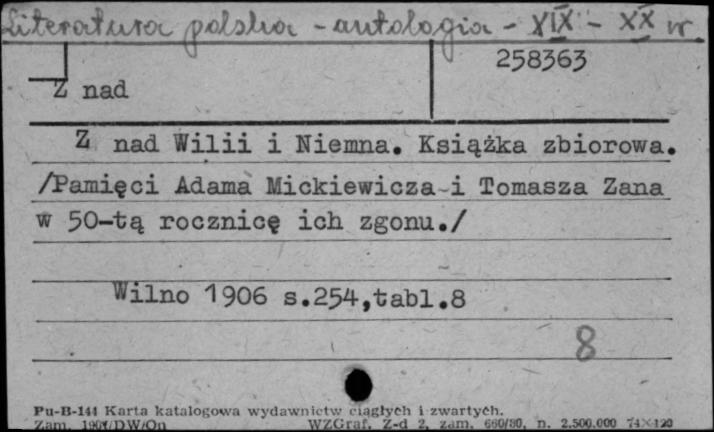 Literatura polska - antologia - XIX - XX w.
258363
Z nad
Z nad Wilii i Niemna. Książka zbiorowa.
/Pamięci Adama Mickiewicza i Tomasza Zana
w 50-tą rocznicę ich zgonu./
Wilno 1906 s.254,tabl.8
8
Pu-B-144 Karta katalogowa wydawnictw ciągłych i zwartych.
Zam. WZGraf. Z-d 2, zam. 660/80, n. 2.500.000 74×120